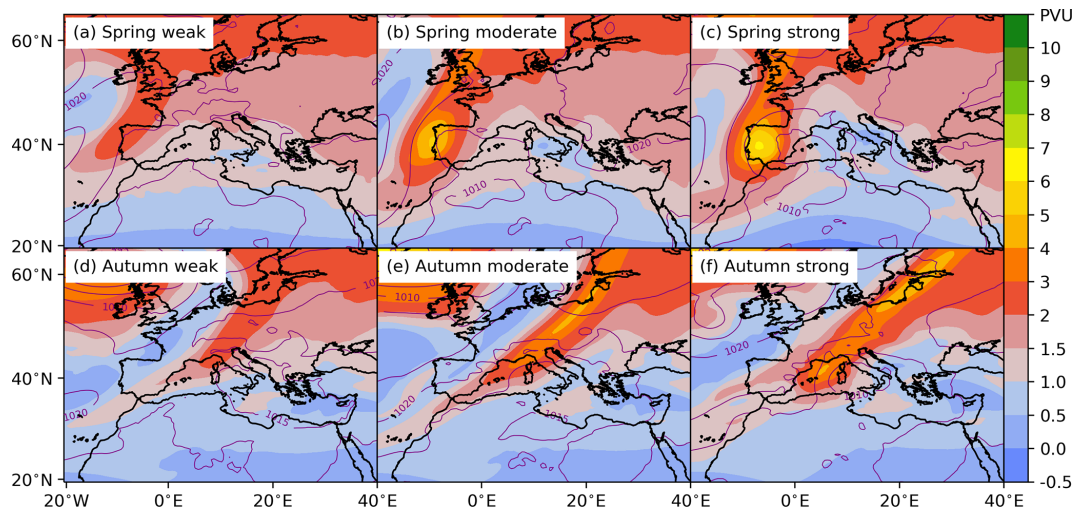 (a) Spring weak
(b) Spring moderate
(c) Spring strong
PVU
60°N
40°N
20°N
1020
1020
1010
1020
1010
10
9
8
7
6
5
4
3
2
1.5
1.0
0.5
0.0
-0.5
(d) Autumn weak
(e) Autumn moderate
(f) Autumn strong
60°N
40°N
20°N
1020
1015
1010
1020
1015
1020
1010
20°W
0°E
20°E
40°E
0°E
20°E
40°E
0°E
20°E
40°E